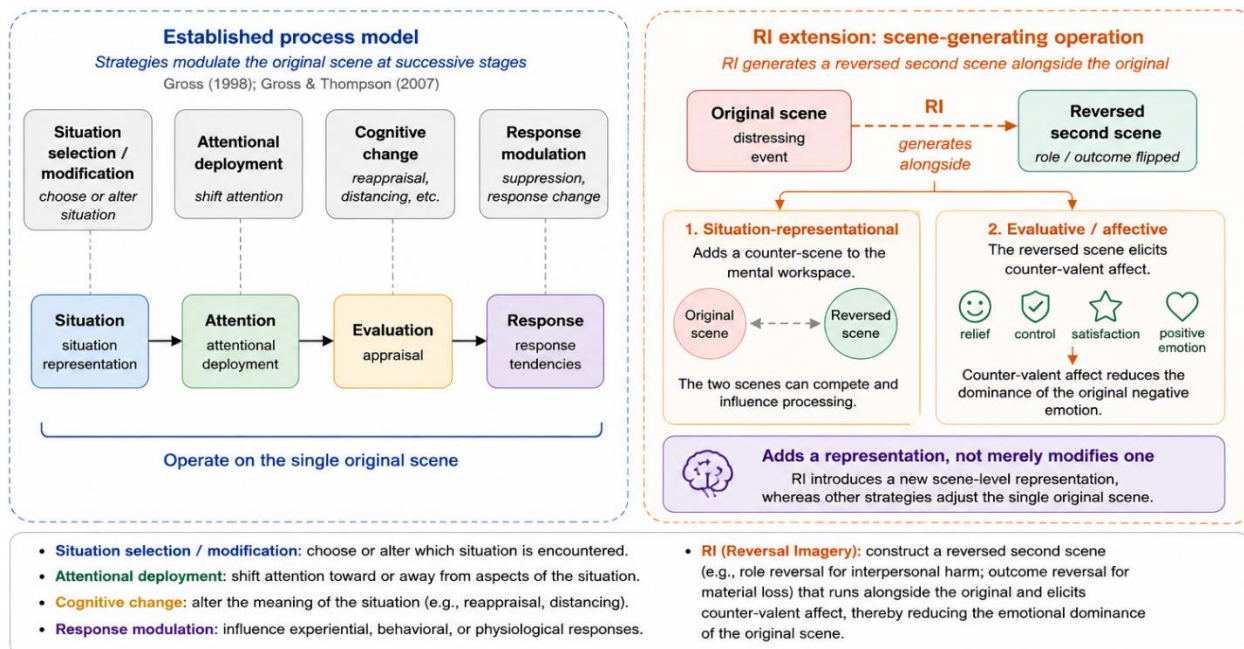 Established process model
Strategies modulate the original scene at successive stages
Gross (1998); Gross & Thompson (2007)
Situation
selection /
modification
choose or alter
situation
Attentional
deployment
shift attention
Cognitive
change
reappraisal,
distancing, etc.
Response
modulation
suppression,
response change
Situation
situation
representation
Attention
attentional
deployment
Evaluation
appraisal
Response
response
tendencies
Operate on the single original scene
RI extension: scene-generating operation
RI generates a reversed second scene alongside the original
Original scene
distressing
event
RI
generates
alongside
Reversed
second scene
role / outcome flipped
1. Situation-representational
Adds a counter-scene to the
mental workspace.
Original
scene
Reversed
scene
The two scenes can compete and
influence processing.
2. Evaluative / affective
The reversed scene elicits
counter-valent affect.
relief
control
satisfaction
positive
emotion
Counter-valent affect reduces the
dominance of the original negative
emotion.
Adds a representation, not merely modifies one
RI introduces a new scene-level representation,
whereas other strategies adjust the single original scene.
• Situation selection / modification: choose or alter which situation is encountered.
• Attentional deployment: shift attention toward or away from aspects of the situation.
• Cognitive change: alter the meaning of the situation (e.g., reappraisal, distancing).
• Response modulation: influence experiential, behavioral, or physiological responses.
• RI (Reversal Imagery): construct a reversed second scene
(e.g., role reversal for interpersonal harm; outcome reversal for
material loss) that runs alongside the original and elicits
counter-valent affect, thereby reducing the emotional dominance
of the original scene.